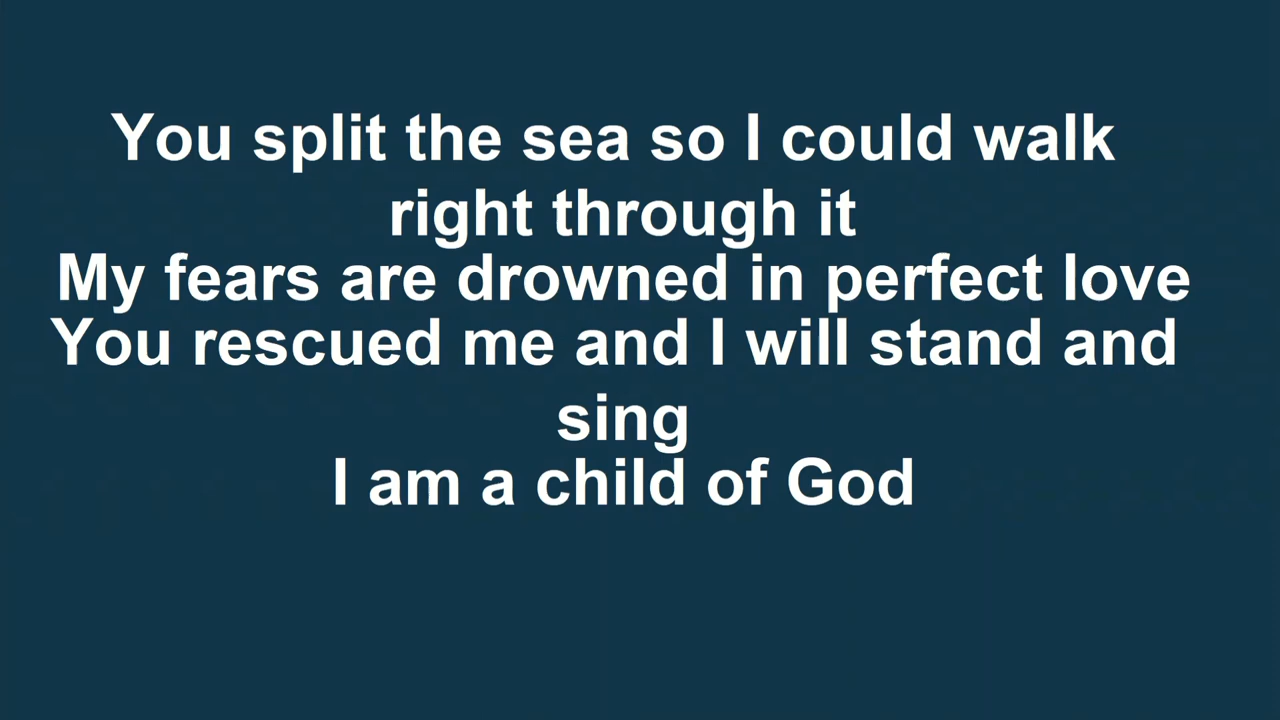 You split the sea so I could walk
right through it
My fears are drowned in perfect love
You rescued me and I will stand and
sing
I am a child of God